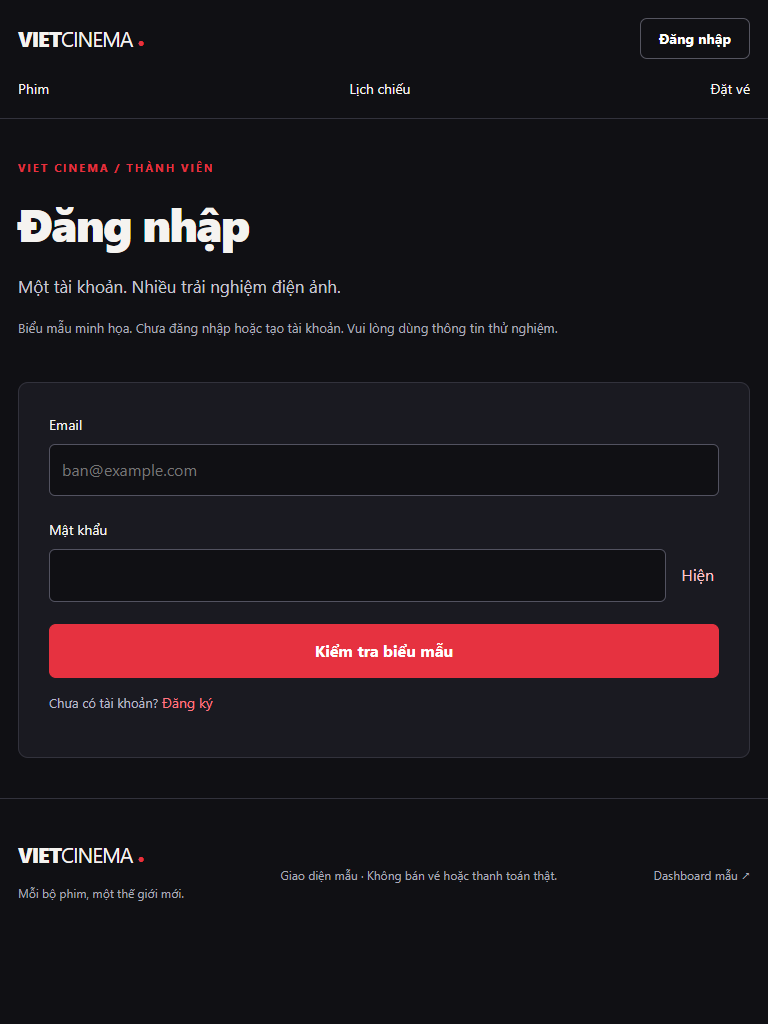 VIETCINEMA
Đăng nhập
Phim
Lịch chiếu
Đặt vé
VIET CINEMA / THÀNH VIÊN
Đăng nhập
Một tài khoản. Nhiều trải nghiệm điện ảnh.
Biểu mẫu minh họa. Chưa đăng nhập hoặc tạo tài khoản. Vui lòng dùng thông tin thử nghiệm.
Email
ban@example.com
Mật khẩu
Hiện
Kiểm tra biểu mẫu
Chưa có tài khoản? Đăng ký
VIETCINEMA
Mỗi bộ phim, một thế giới mới.
Giao diện mẫu · Không bán vé hoặc thanh toán thật.
Dashboard mẫu ↗